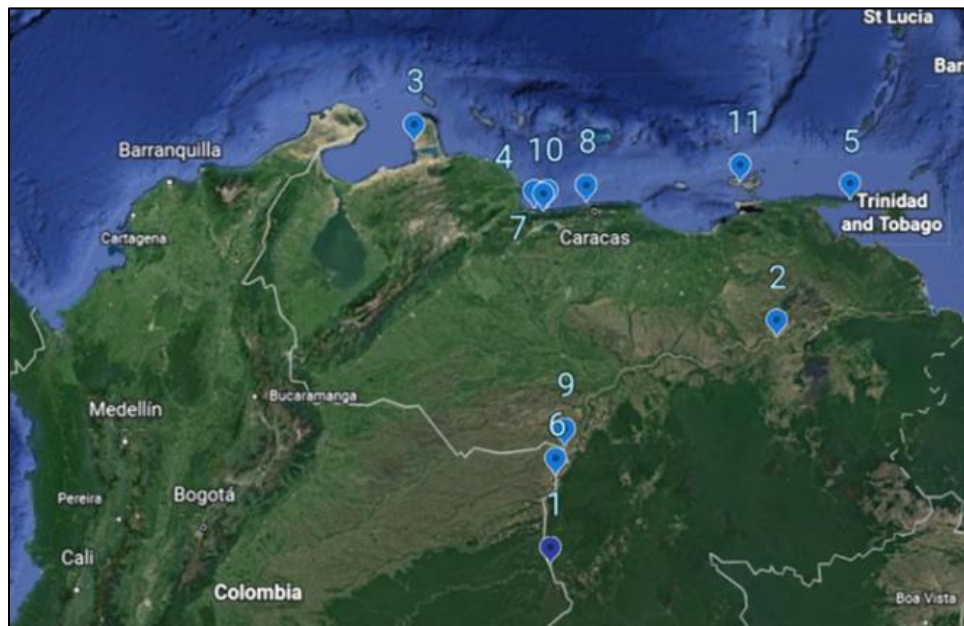 St Lucia
Bar
3
11
5
4
10
8
Barranquilla
Trinidad
and Tobago
7
Cartagena
Caracas
2
9
Bucaramanga
Medellín
6
1
Pereira
Bogotá
Cali
Colombia
Boa Vista